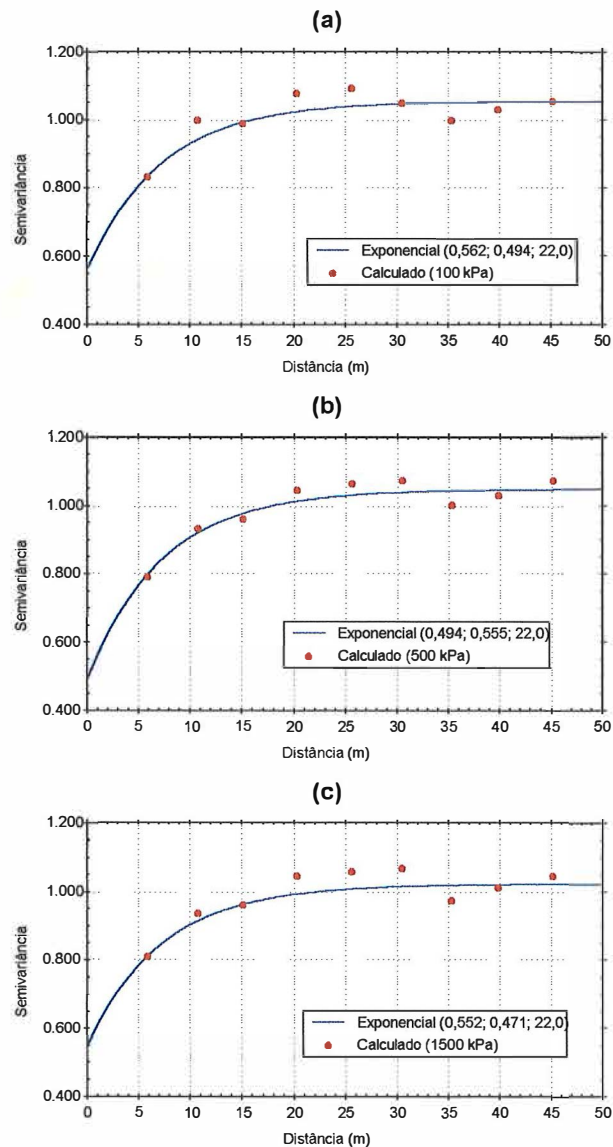 (a)
1.200
1.000
0.800
0.600
0.400
Semivariância
Exponencial (0,562; 0,494; 22,0)
Calculado (100 kPa)
0 5 10 15 20 25 30 35 40 45 50
Distância (m)
(b)
1.200
1.000
0.800
0.600
0.400
Semivariância
Exponencial (0,494; 0,555; 22,0)
Calculado (500 kPa)
0 5 10 15 20 25 30 35 40 45 50
Distância (m)
(c)
1.200
1.000
0.800
0.600
0.400
Semivariância
Exponencial (0,552; 0,471; 22,0)
Calculado (1500 kPa)
0 5 10 15 20 25 30 35 40 45 50
Distância (m)